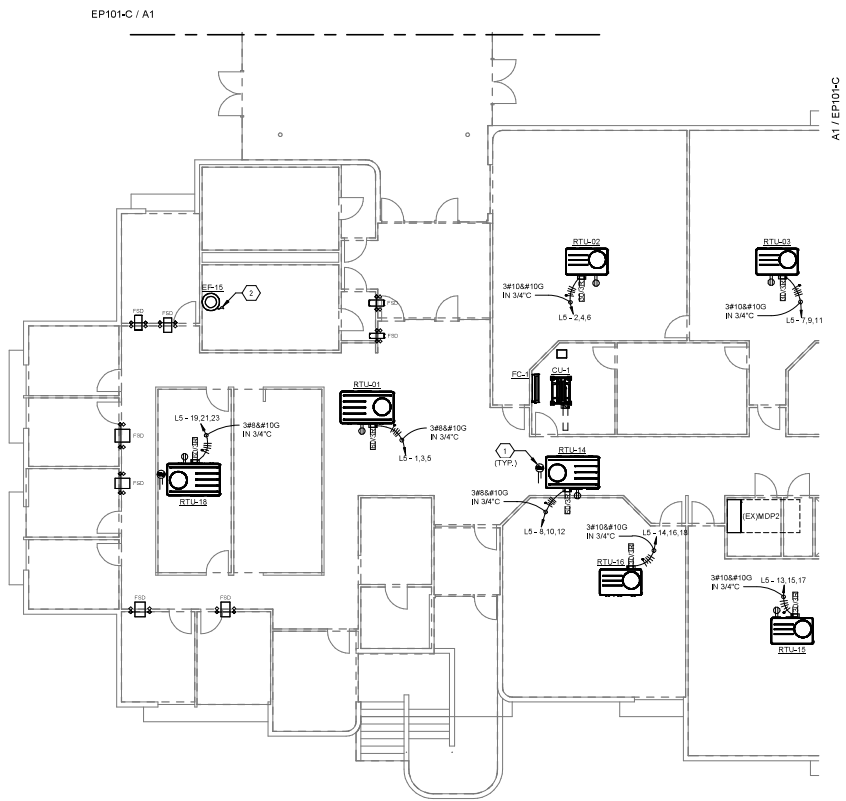 EP101-C / A1
A1 / EP101-C
RTU-02
RTU-03
3#10&#10G
IN 3/4"C
L5 - 2,4,6
3#10&#10G
IN 3/4"C
L5 - 7,9,11
EF-15
2
FSD
FSD
FSD
FSD
FC-1
CU-1
RTU-01
L5 - 19,21,23
3#8&#10G
IN 3/4"C
3#8&#10G
IN 3/4"C
L5 - 1,3,5
FSD
FSD
RTU-18
1
(TYP.)
RTU-14
3#8&#10G
IN 3/4"C
L5 - 8,10,12
3#10&#10G
IN 3/4"C
L5 - 14,16,18
RTU-16
(EX)MDP2
3#10&#10G
IN 3/4"C
L5 - 13,15,17
RTU-15
FSD
FSD